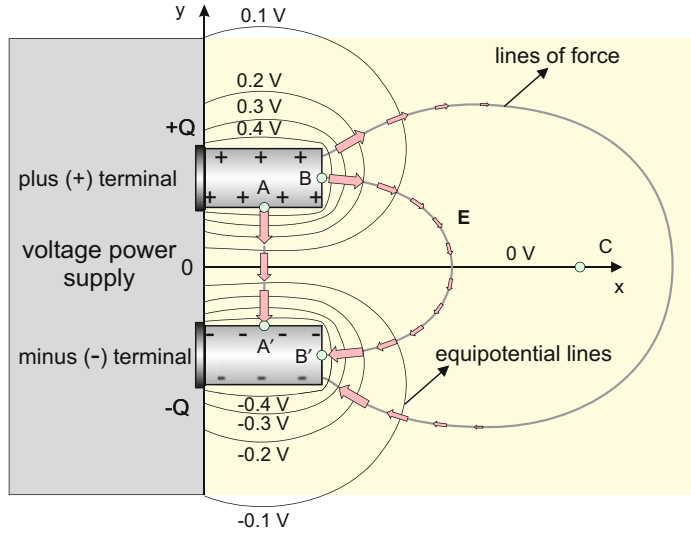 y
0.1 V
lines of force
0.2 V
0.3 V
+Q
0.4 V
+ + +
plus (+) terminal
A
B
+ + + +
E
voltage power
supply
0
0 V
C
x
- - - -
minus (-) terminal
A′
B′
equipotential lines
- - -
-Q
-0.4 V
-0.3 V
-0.2 V
-0.1 V